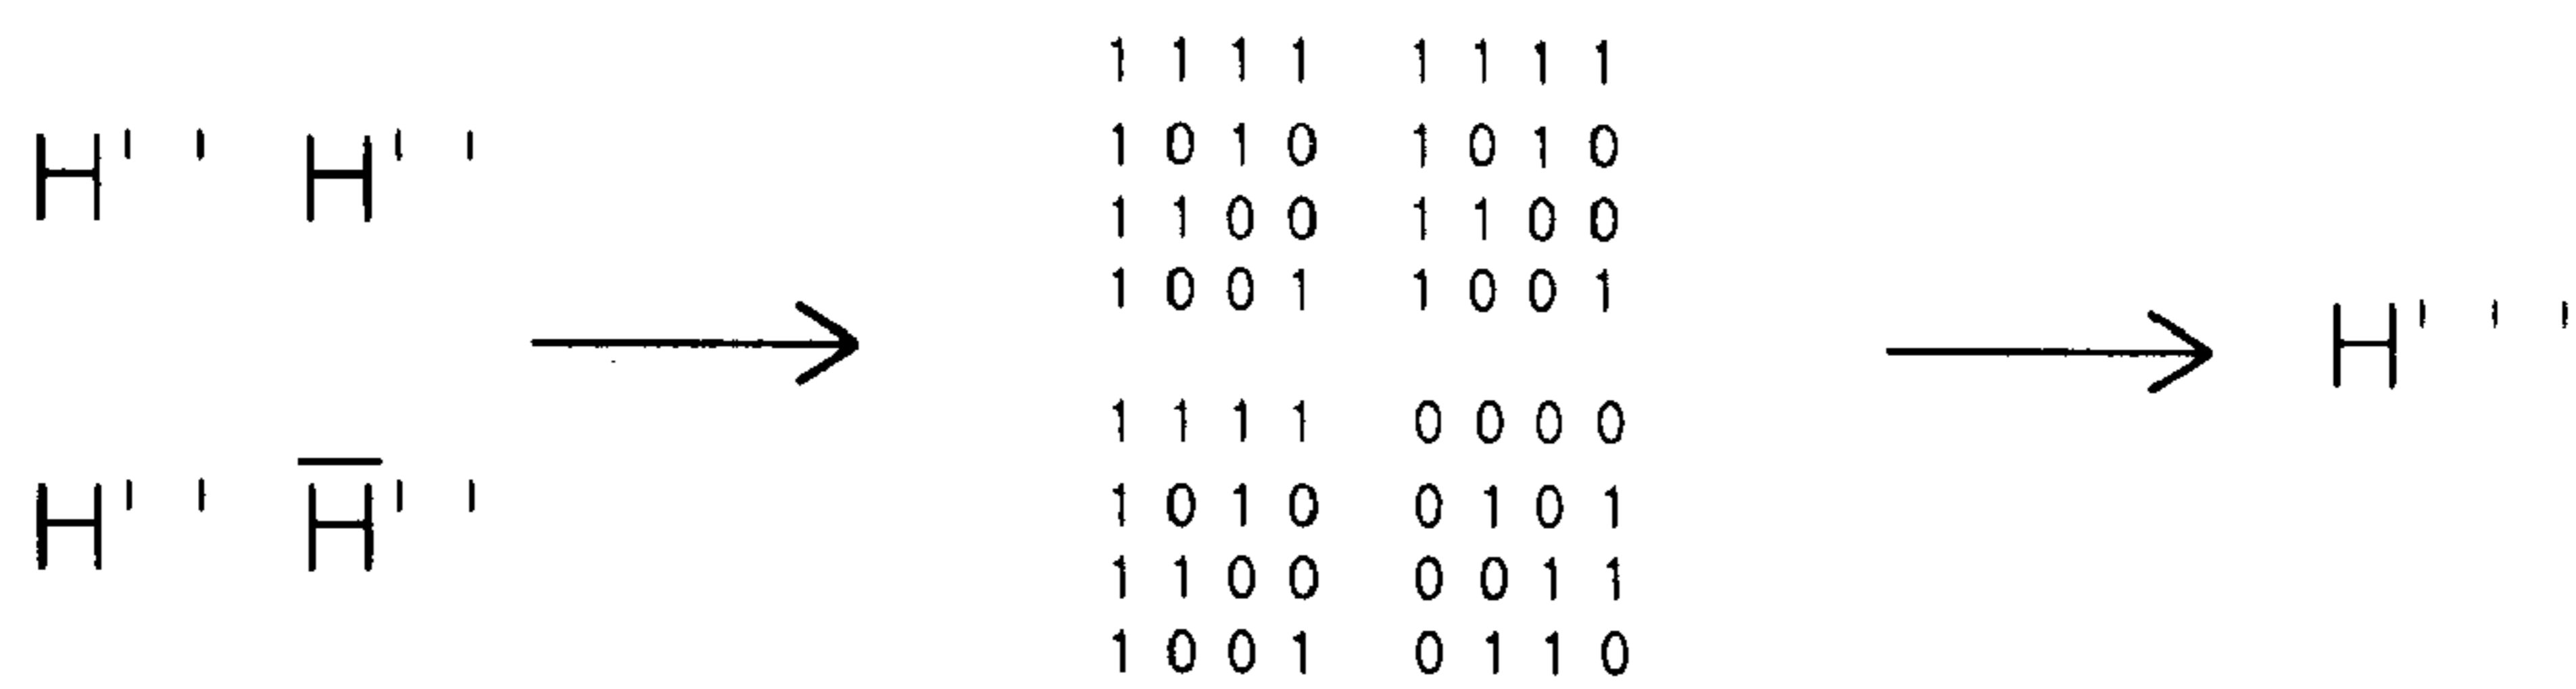 H' ' H' '
H' ' H̅' '
1 1 1 1 1 1 1 1
1 0 1 0 1 0 1 0
1 1 0 0 1 1 0 0
1 0 0 1 1 0 0 1
1 1 1 1 0 0 0 0
1 0 1 0 0 1 0 1
1 1 0 0 0 0 1 1
1 0 0 1 0 1 1 0
H' ' '